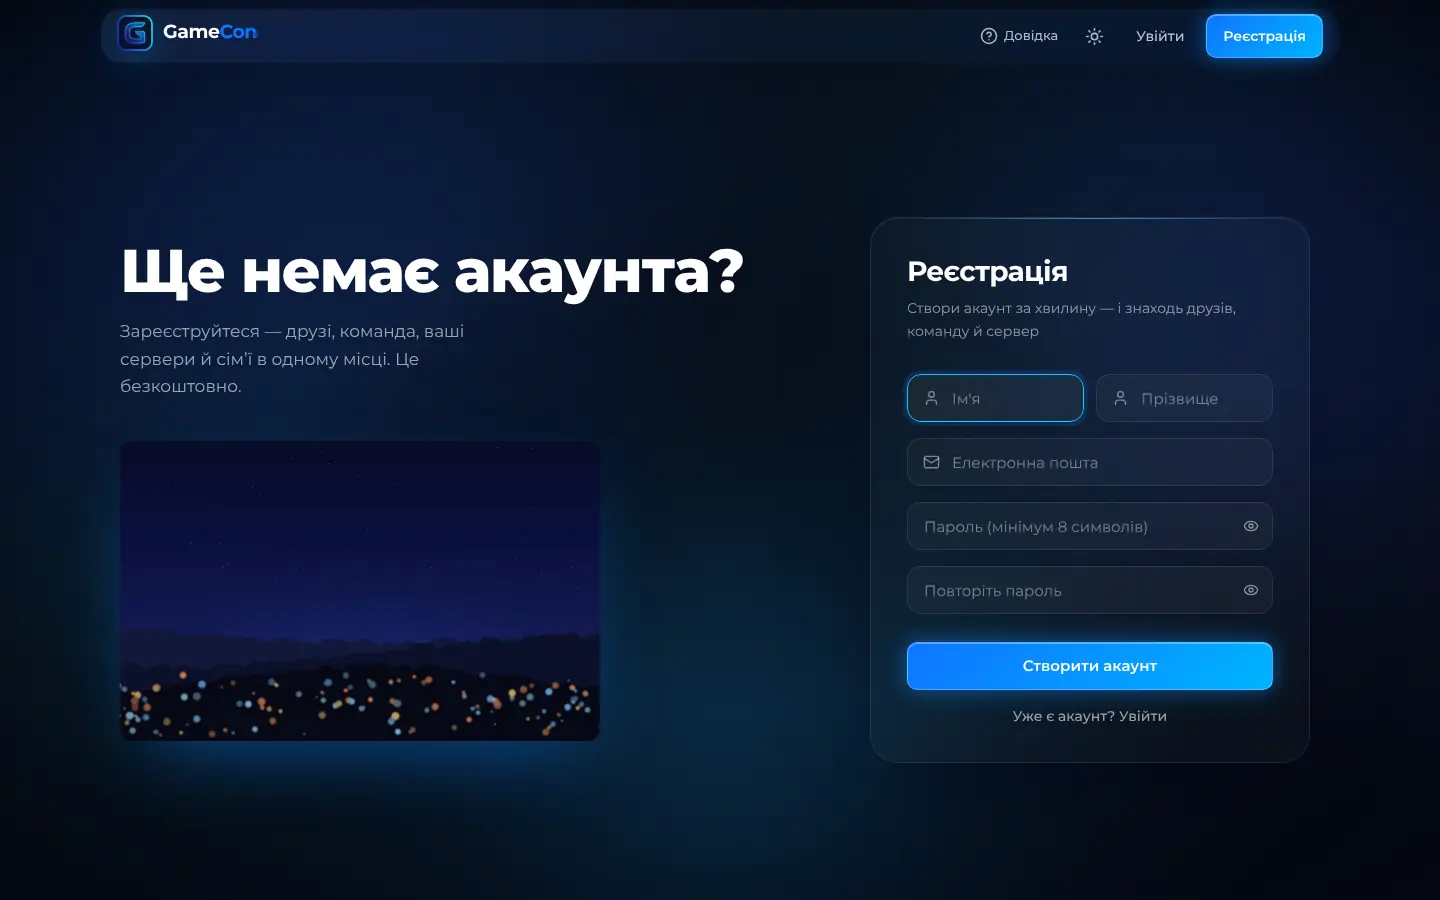 GameCon
Довідка
Увійти
Реєстрація
Ще немає акаунта?
Зареєструйтеся — друзі, команда, ваші
сервери й сім'ї в одному місці. Це
безкоштовно.
Реєстрація
Створи акаунт за хвилину — і знаходь друзів,
команду й сервер
Ім'я
Прізвище
Електронна пошта
Пароль (мінімум 8 символів)
Повторіть пароль
Створити акаунт
Уже є акаунт? Увійти